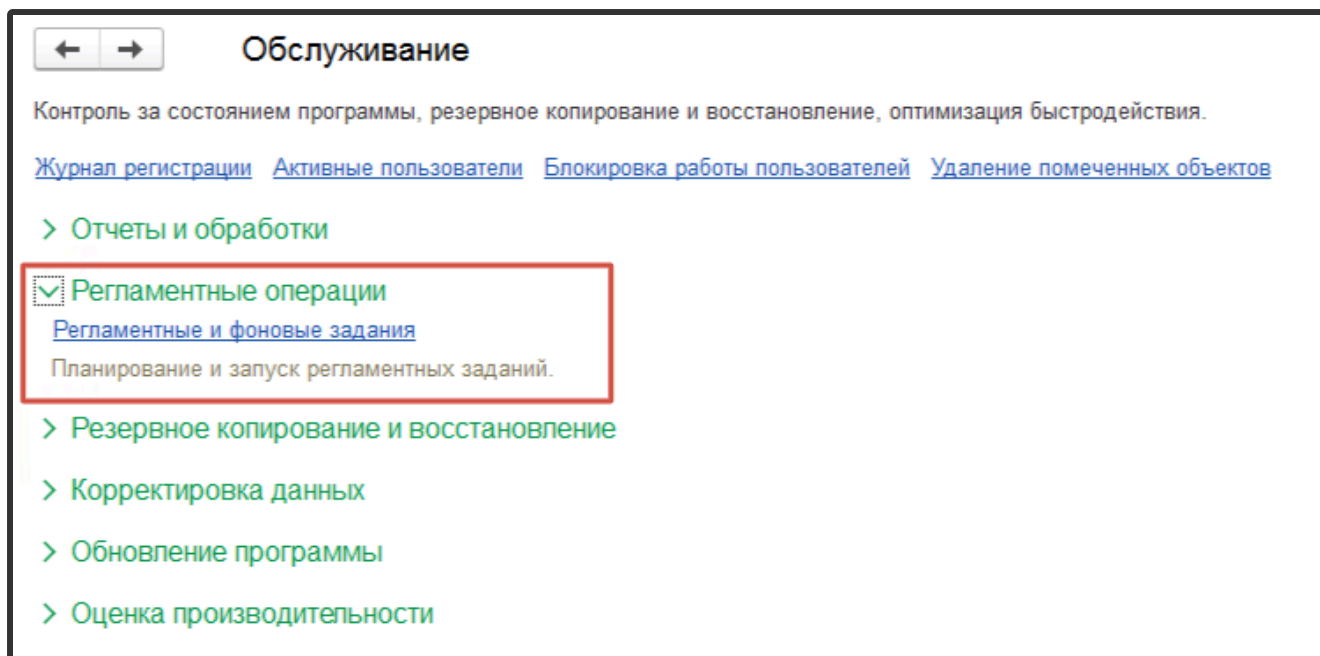 Обслуживание
Контроль за состоянием программы, резервное копирование и восстановление, оптимизация быстродействия.
Журнал регистрации Активные пользователи Блокировка работы пользователей Удаление помеченных объектов
Отчеты и обработки
Регламентные операции
Регламентные и фоновые задания
Планирование и запуск регламентных заданий.
Резервное копирование и восстановление
Корректировка данных
Обновление программы
Оценка производительности